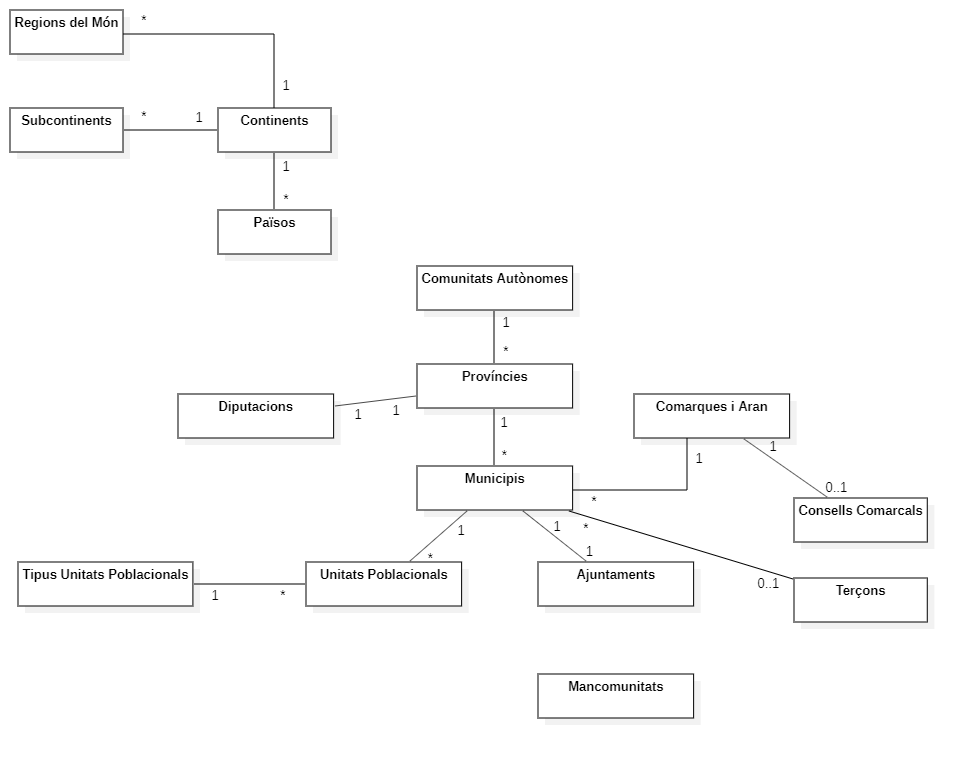 Regions del Món
*
1
Subcontinents
*
1
Continents
1
*
Països
Comunitats Autònomes
1
*
Províncies
Diputacions
1
1
1
*
Comarques i Aran
1
1
0..1
Consells Comarcals
Municipis
*
1
*
1
1
*
0..1
Tipus Unitats Poblacionals
1
*
Unitats Poblacionals
Ajuntaments
Terçons
Mancomunitats